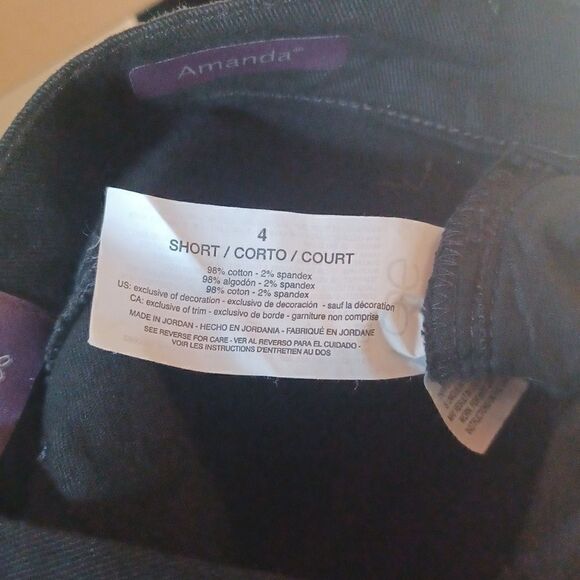 Amanda
4
SHORT / CORTO / COURT
98% cotton - 2% spandex
98% algodón - 2% spandex
98% coton - 2% spandex
US: exclusive of decoration - exclusivo de decoración - sauf la décoration
CA: exclusive of trim - exclusivo de borde - garniture non comprise
MADE IN JORDAN - HECHO EN JORDANIA - FABRIQUÉ EN JORDANE
SEE REVERSE FOR CARE - VER AL REVERSO PARA EL CUIDADO -
VOIR LES INSTRUCTIONS D'ENTRETIEN AU DOS